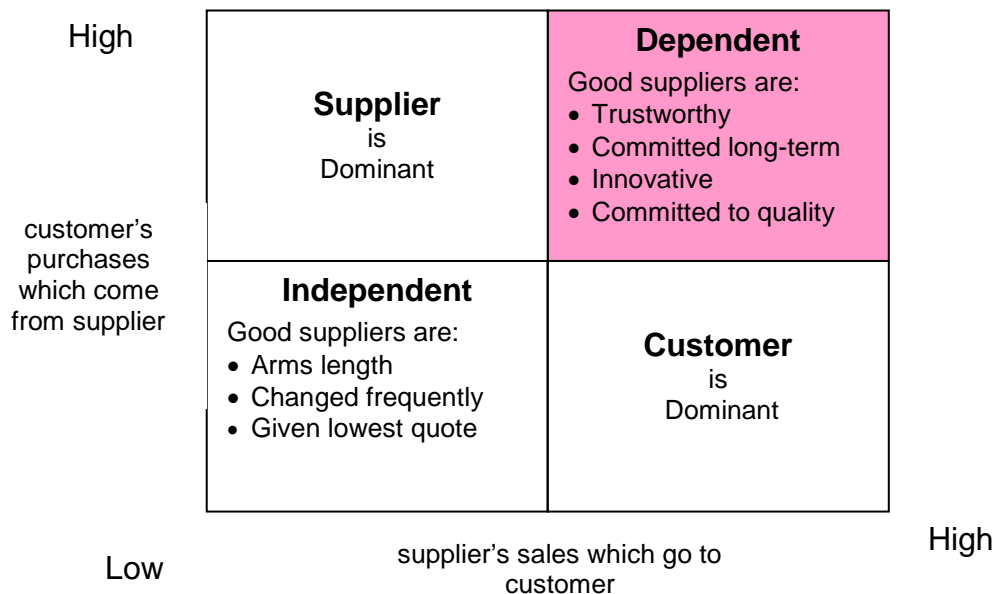 High
Supplier
is
Dominant
Dependent
Good suppliers are:
• Trustworthy
• Committed long-term
• Innovative
• Committed to quality
customer's
purchases
which come
from supplier
Independent
Good suppliers are:
• Arms length
• Changed frequently
• Given lowest quote
Customer
is
Dominant
Low
supplier's sales which go to
customer
High